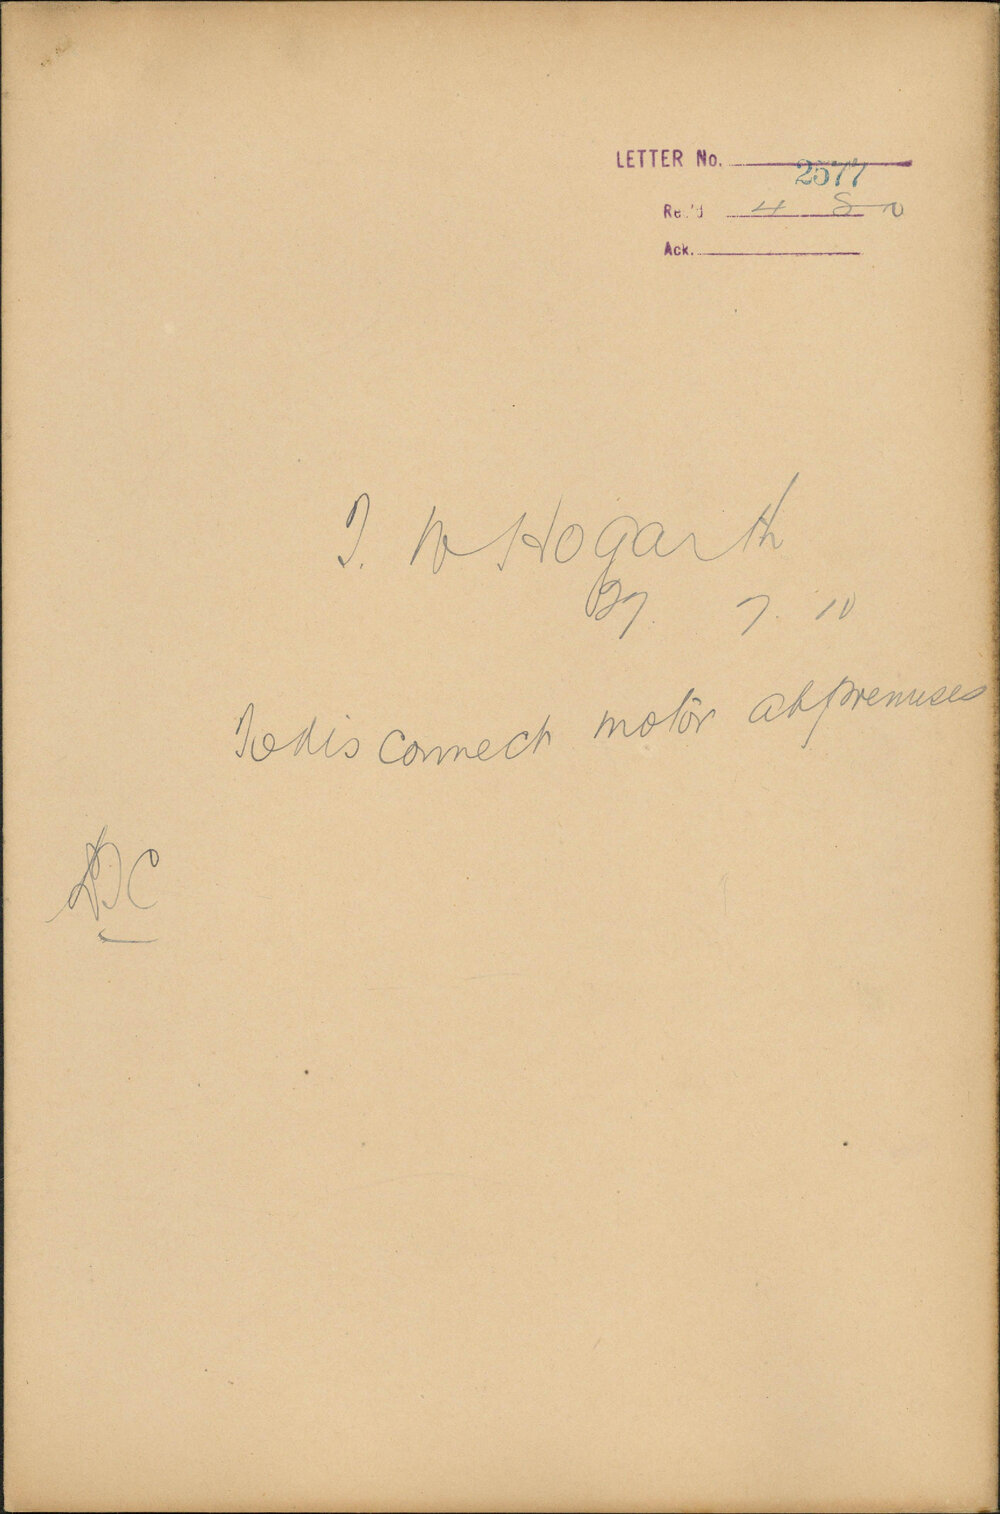 LETTER No. 2577
Rec'd 4 8 10
Ack.
T. W Hogarth
27. 7. 10
To disconnect motor at premises